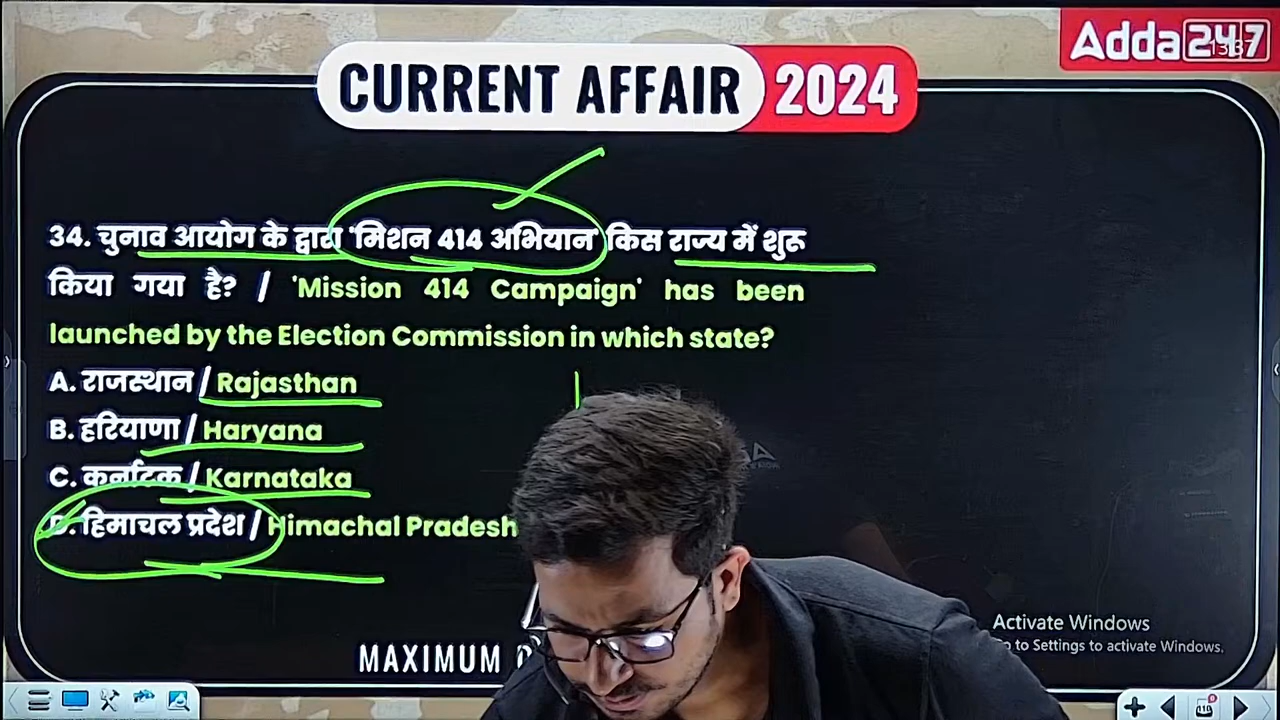 Adda247
CURRENT AFFAIR 2024
34. चुनाव आयोग के द्वारा 'मिशन 414 अभियान' किस राज्य में शुरू
किया गया है? / 'Mission 414 Campaign' has been
launched by the Election Commission in which state?
A. राजस्थान / Rajasthan
B. हरियाणा / Haryana
C. कर्नाटक / Karnataka
D. हिमाचल प्रदेश / Himachal Pradesh
Activate Windows
to Settings to activate Windows.
MAXIMUM